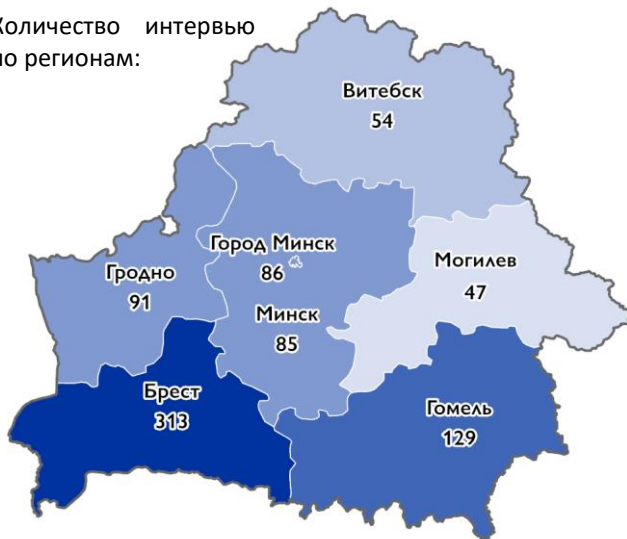 Количество интервью
по регионам:
Витебск
54
Город Минск
86
Могилев
47
Гродно
91
Минск
85
Брест
313
Гомель
129